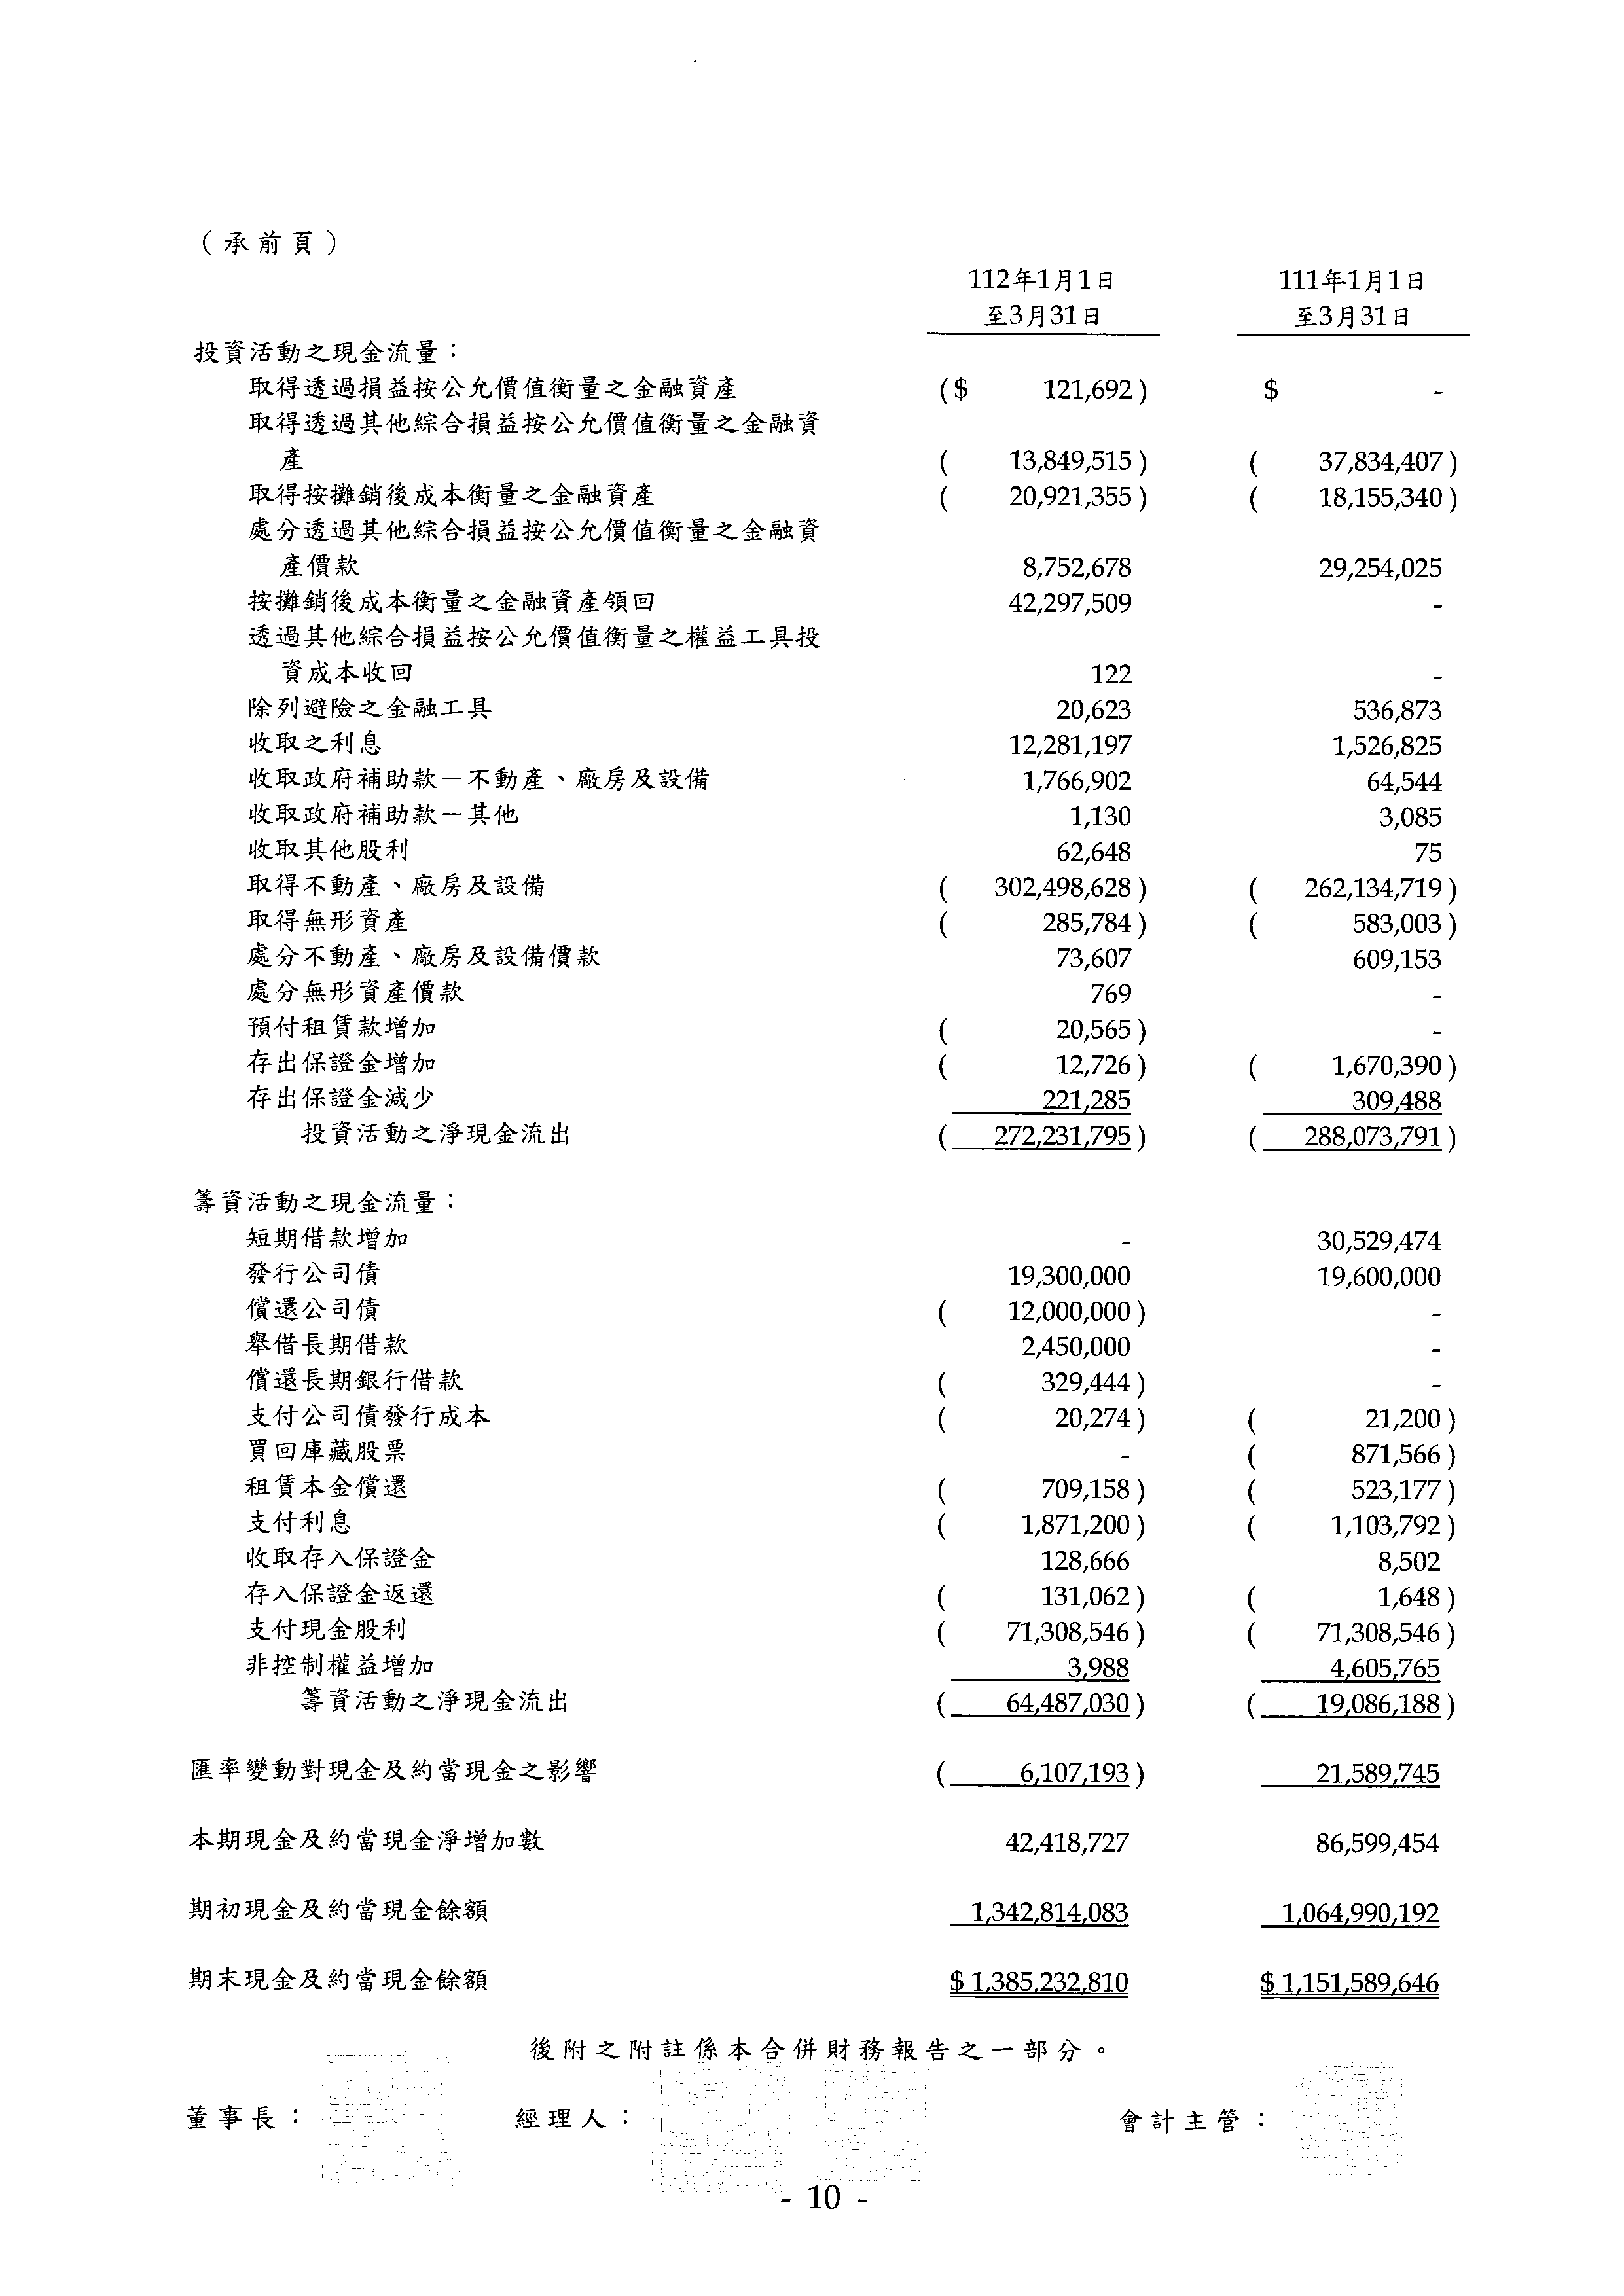 （承前頁）
112年1月1日 111年1月1日
至3月31日 至3月31日
投資活動之現金流量：
取得透過損益按公允價值衡量之金融資產 ($ 121,692) $ -
取得透過其他綜合損益按公允價值衡量之金融資
產 ( 13,849,515) ( 37,834,407)
取得按攤銷後成本衡量之金融資產 ( 20,921,355) ( 18,155,340)
處分透過其他綜合損益按公允價值衡量之金融資
產價款 8,752,678 29,254,025
按攤銷後成本衡量之金融資產領回 42,297,509 -
透過其他綜合損益按公允價值衡量之權益工具投
資成本收回 122 -
除列避險之金融工具 20,623 536,873
收取之利息 12,281,197 1,526,825
收取政府補助款－不動產、廠房及設備 1,766,902 64,544
收取政府補助款－其他 1,130 3,085
收取其他股利 62,648 75
取得不動產、廠房及設備 ( 302,498,628) ( 262,134,719)
取得無形資產 ( 285,784) ( 583,003)
處分不動產、廠房及設備價款 73,607 609,153
處分無形資產價款 769 -
預付租賃款增加 ( 20,565) -
存出保證金增加 ( 12,726) ( 1,670,390)
存出保證金減少 221,285 309,488
投資活動之淨現金流出 ( 272,231,795) ( 288,073,791)
籌資活動之現金流量：
短期借款增加 - 30,529,474
發行公司債 19,300,000 19,600,000
償還公司債 ( 12,000,000) -
舉借長期借款 2,450,000 -
償還長期銀行借款 ( 329,444) -
支付公司債發行成本 ( 20,274) ( 21,200)
買回庫藏股票 - ( 871,566)
租賃本金償還 ( 709,158) ( 523,177)
支付利息 ( 1,871,200) ( 1,103,792)
收取存入保證金 128,666 8,502
存入保證金返還 ( 131,062) ( 1,648)
支付現金股利 ( 71,308,546) ( 71,308,546)
非控制權益增加 3,988 4,605,765
籌資活動之淨現金流出 ( 64,487,030) ( 19,086,188)
匯率變動對現金及約當現金之影響 ( 6,107,193) 21,589,745
本期現金及約當現金淨增加數 42,418,727 86,599,454
期初現金及約當現金餘額 1,342,814,083 1,064,990,192
期末現金及約當現金餘額 $ 1,385,232,810 $ 1,151,589,646
後附之附註係本合併財務報告之一部分。
董事長： 經理人： 會計主管：
- 10 -